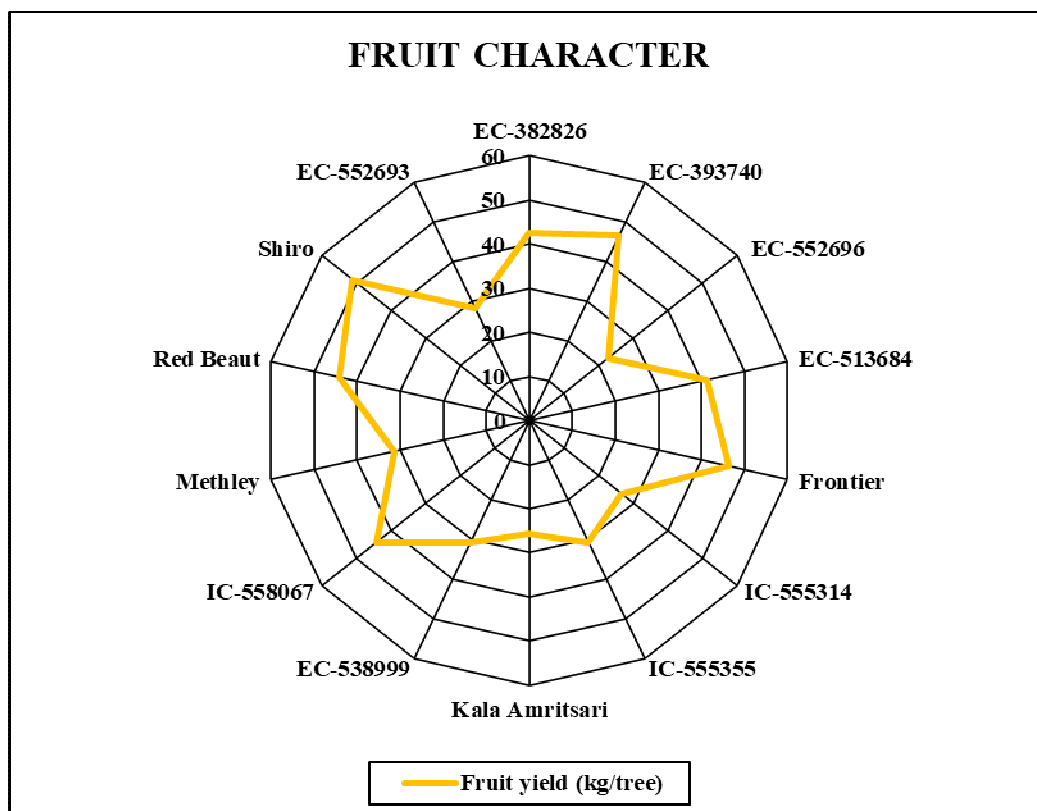 FRUIT CHARACTER
EC-382826
EC-393740
EC-552696
EC-513684
Frontier
IC-555314
IC-555355
Kala Amritsari
EC-538999
IC-558067
Methley
Red Beaut
Shiro
EC-552693
60
50
40
30
20
10
0
Fruit yield (kg/tree)